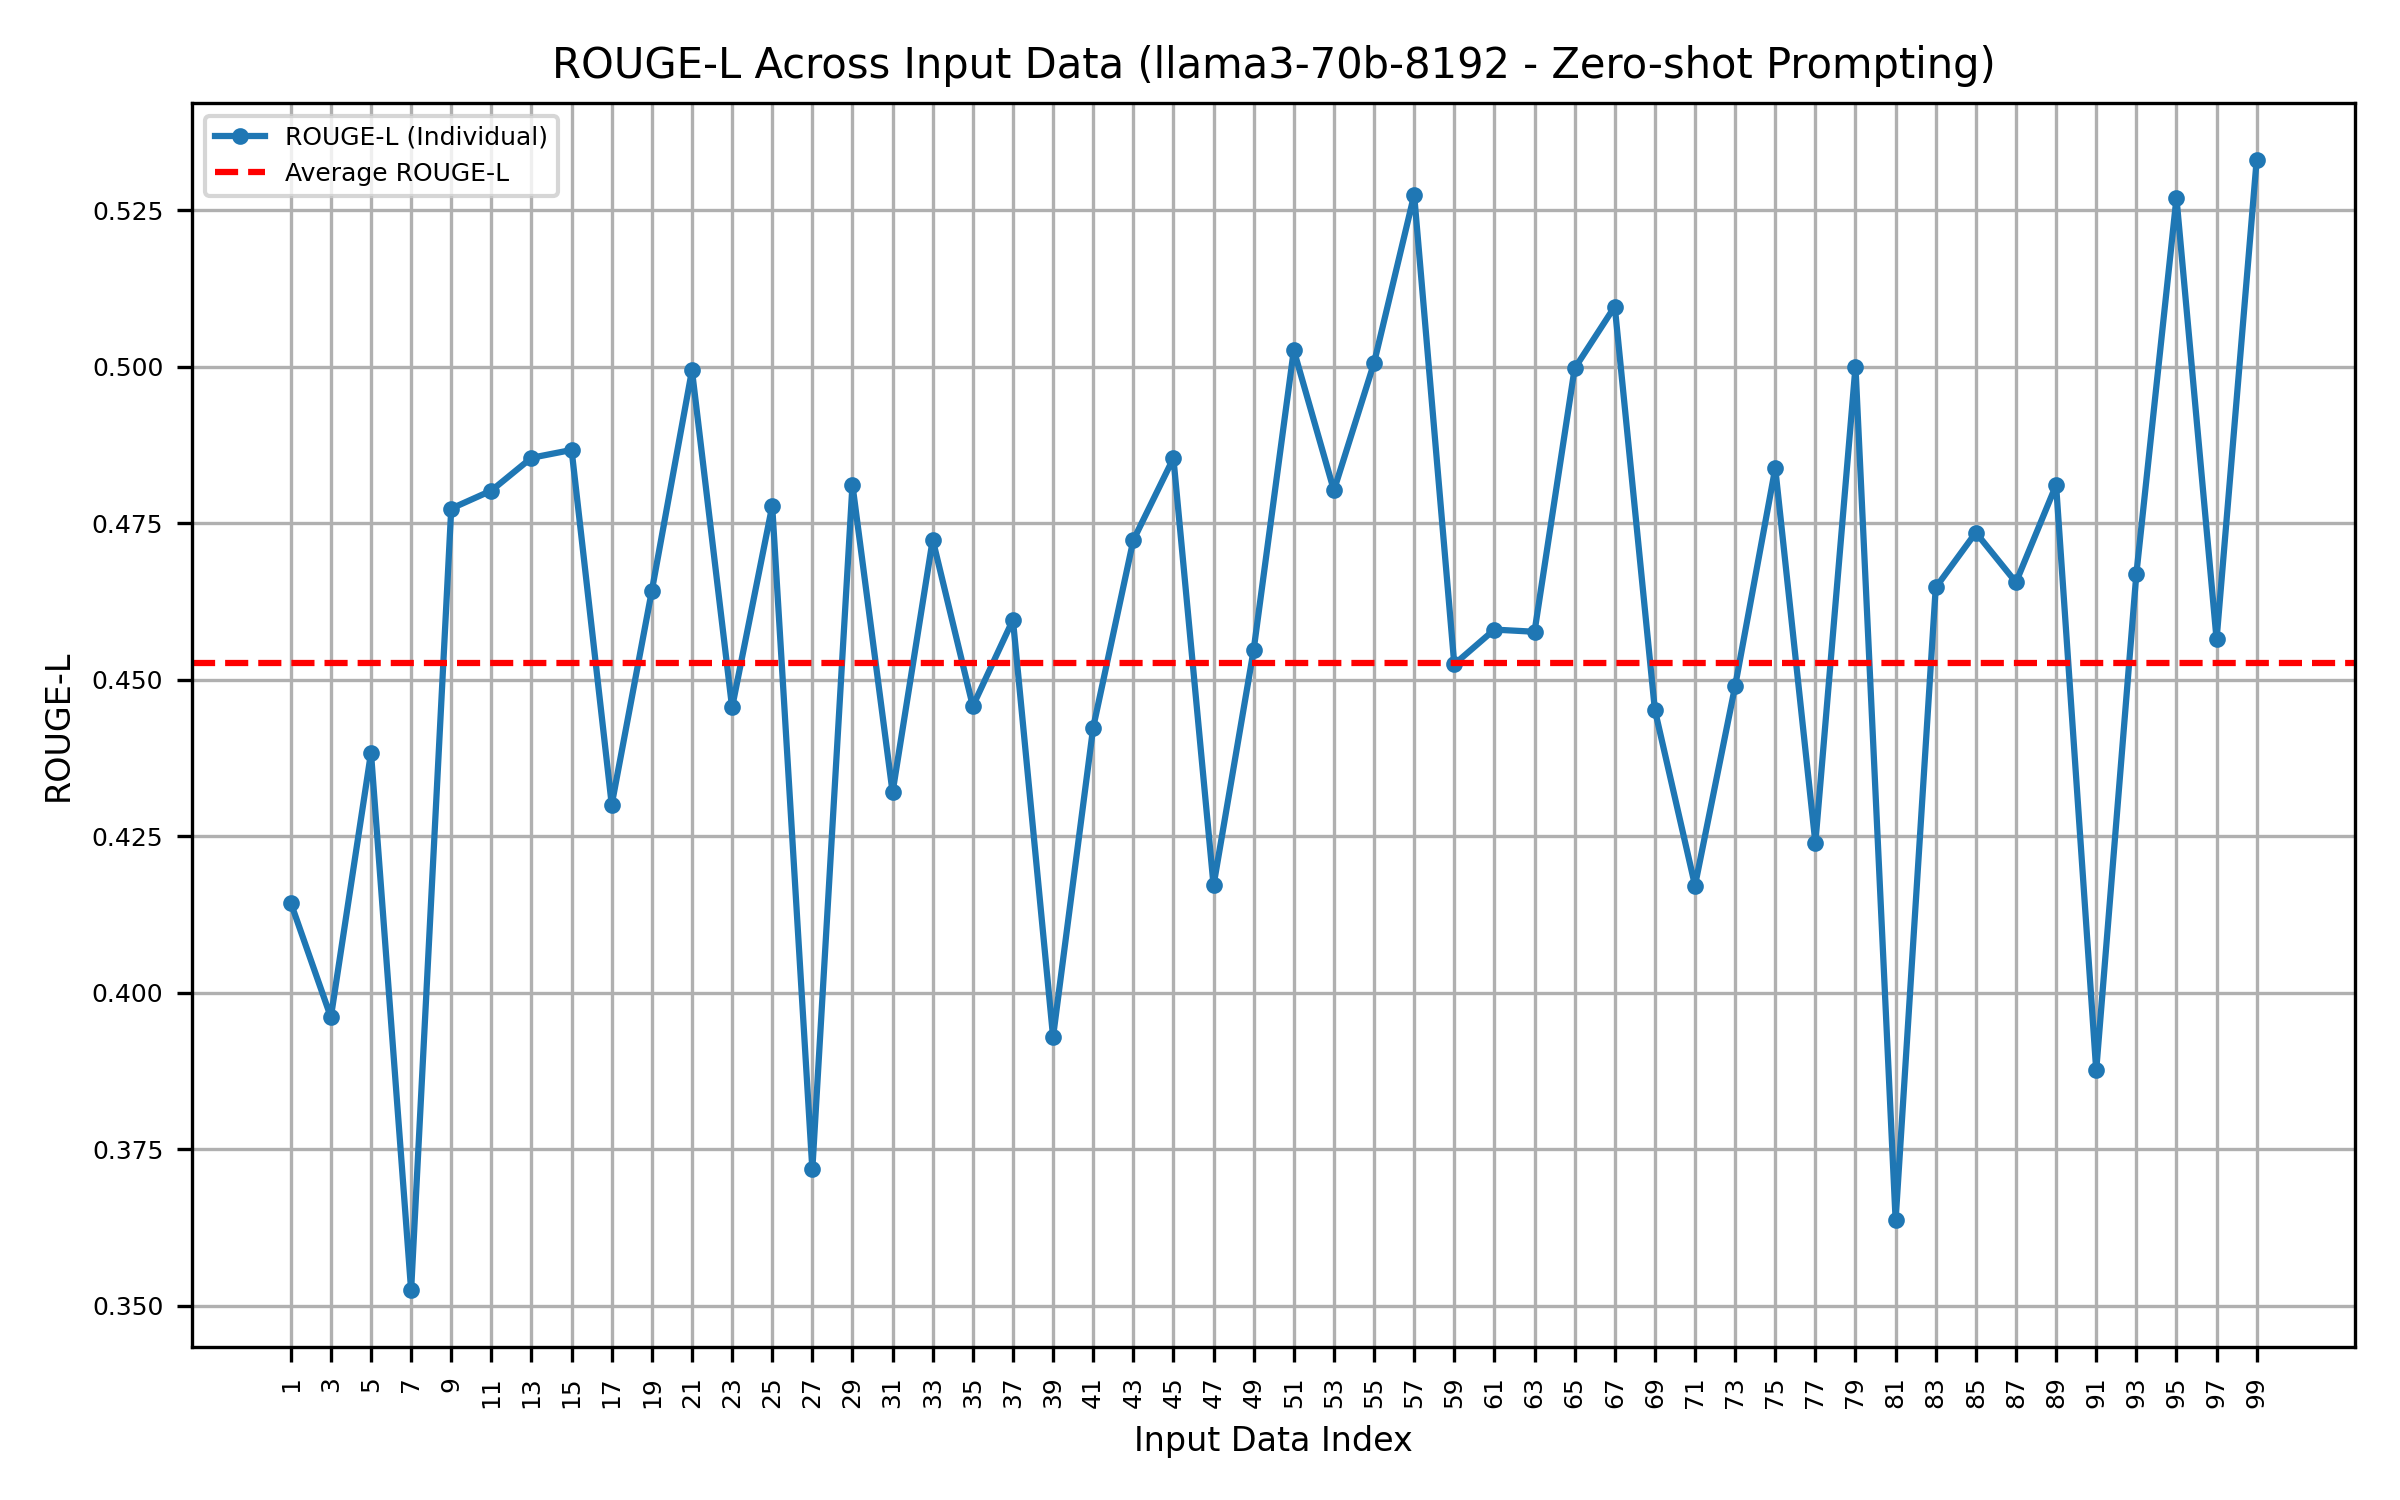 ROUGE-L Across Input Data (llama3-70b-8192 - Zero-shot Prompting)
ROUGE-L (Individual)
Average ROUGE-L
ROUGE-L
0.525
0.500
0.475
0.450
0.425
0.400
0.375
0.350
1 3 5 7 9 11 13 15 17 19 21 23 25 27 29 31 33 35 37 39 41 43 45 47 49 51 53 55 57 59 61 63 65 67 69 71 73 75 77 79 81 83 85 87 89 91 93 95 97 99
Input Data Index